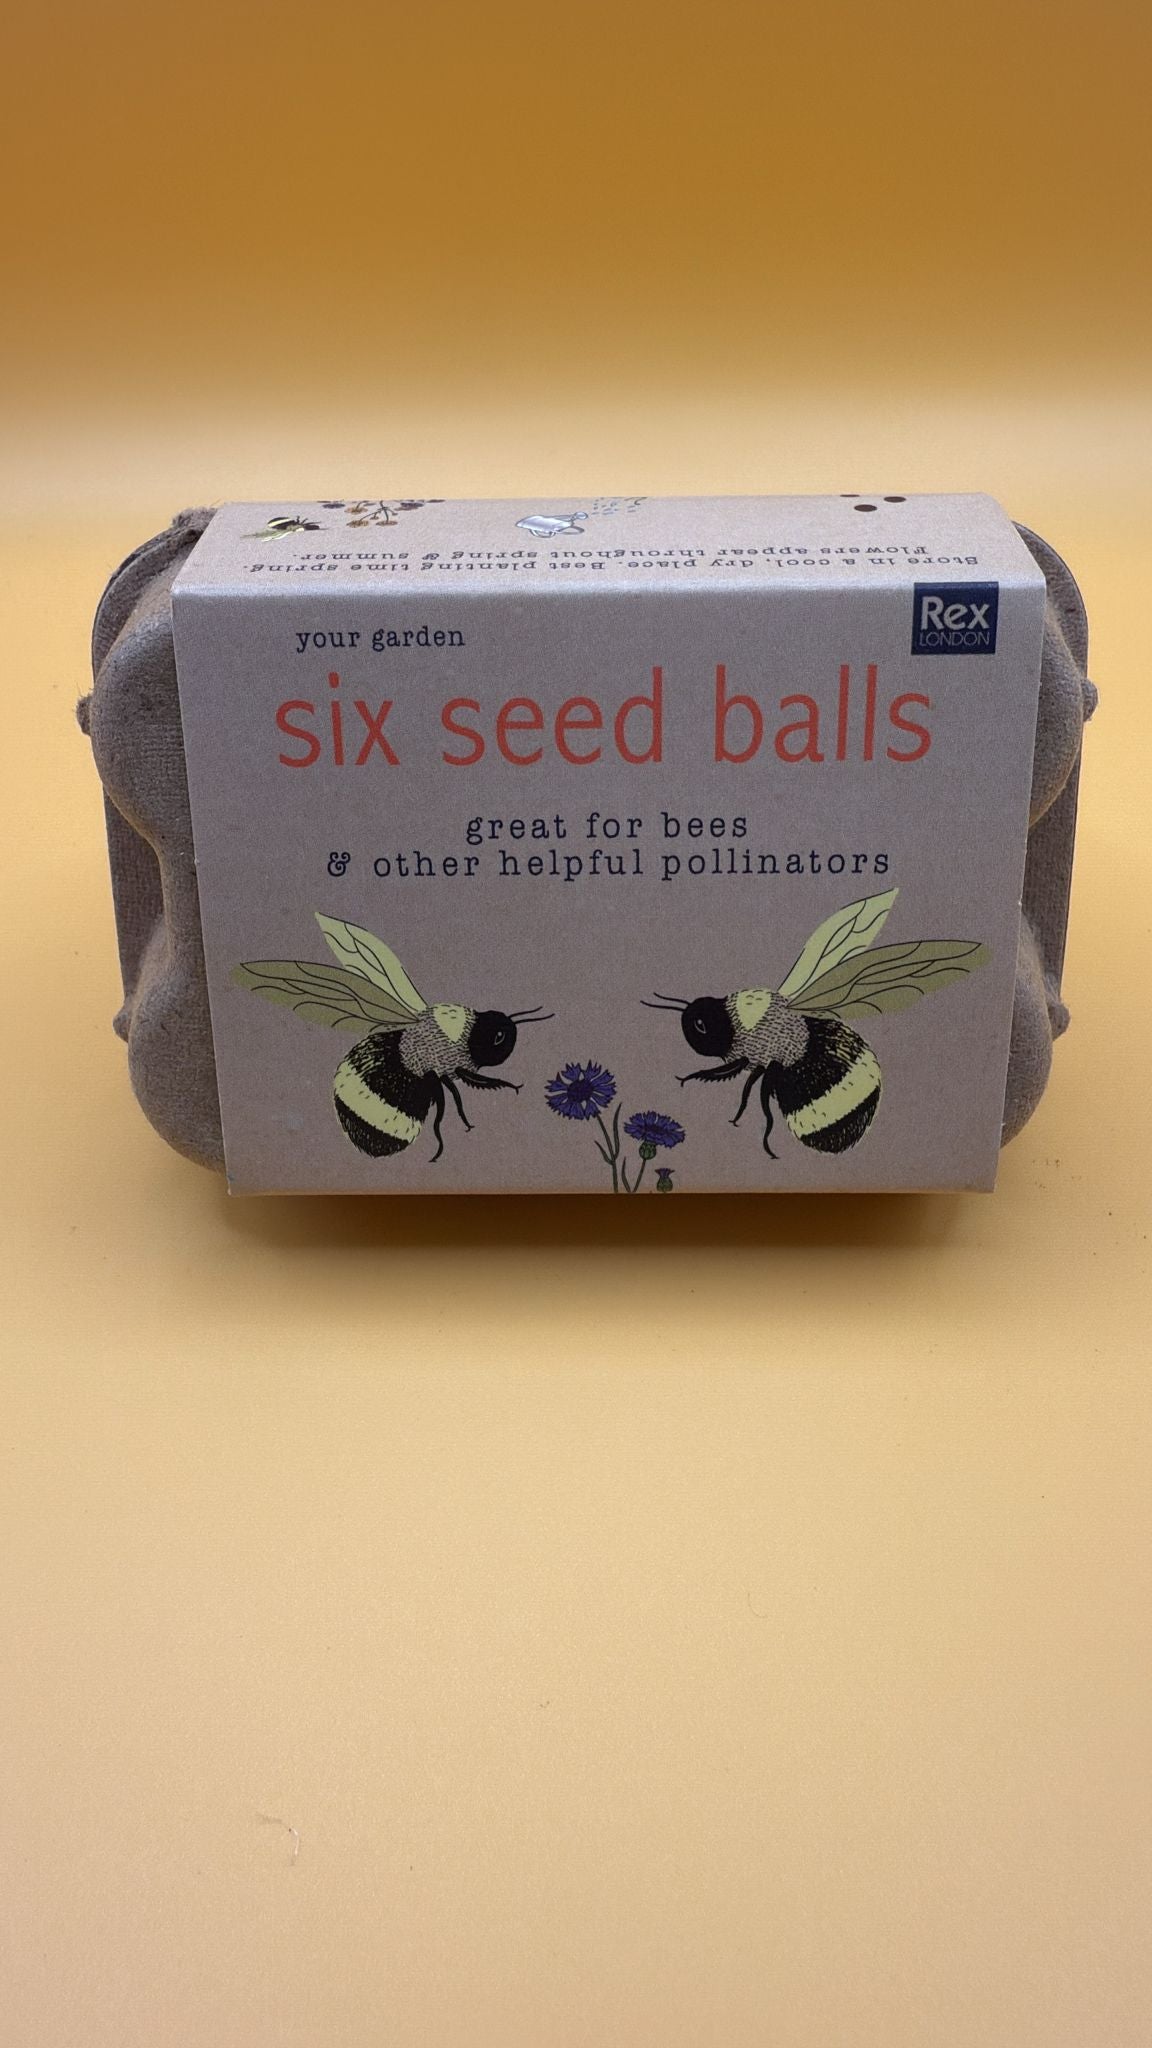 Store in a cool, dry place. Best planting time spring.
Flowers appear throughout spring & summer.
Rex
LONDON
your garden
six seed balls
great for bees
& other helpful pollinators